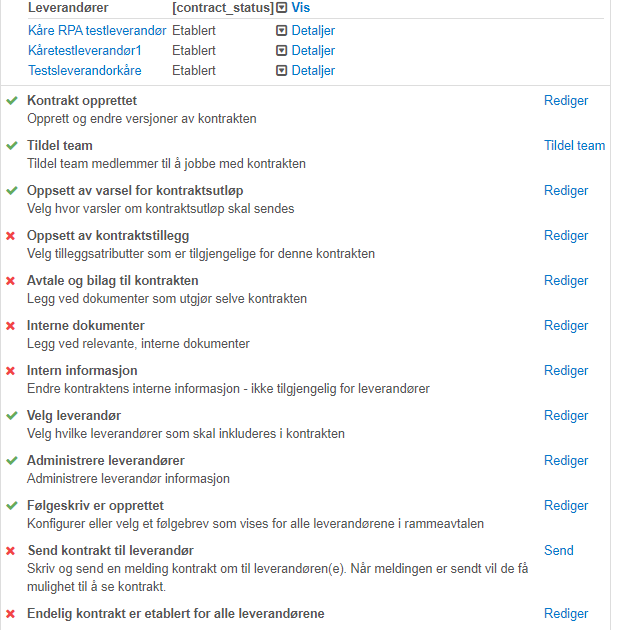 Leverandører [contract_status] Vis
Kåre RPA testleverandør Etablert Detaljer
Kåretestleverandør1 Etablert Detaljer
Testsleverandorkåre Etablert Detaljer
Kontrakt opprettet Rediger
Opprett og endre versjoner av kontrakten
Tildel team Tildel team
Tildel team medlemmer til å jobbe med kontrakten
Oppsett av varsel for kontraktsutløp Rediger
Velg hvor varsler om kontraktsutløp skal sendes
Oppsett av kontraktstillegg Rediger
Velg tilleggsatributter som er tilgjengelige for denne kontrakten
Avtale og bilag til kontrakten Rediger
Legg ved dokumenter som utgjør selve kontrakten
Interne dokumenter Rediger
Legg ved relevante, interne dokumenter
Intern informasjon Rediger
Endre kontraktens interne informasjon - ikke tilgjengelig for leverandører
Velg leverandør Rediger
Velg hvilke leverandører som skal inkluderes i kontrakten
Administrere leverandører Rediger
Administrere leverandør informasjon
Følgeskriv er opprettet Rediger
Konfigurer eller velg et følgebrev som vises for alle leverandørene i rammeavtalen
Send kontrakt til leverandør Send
Skriv og send en melding kontrakt om til leverandøren(e). Når meldingen er sendt vil de få
mulighet til å se kontrakt.
Endelig kontrakt er etablert for alle leverandørene Rediger